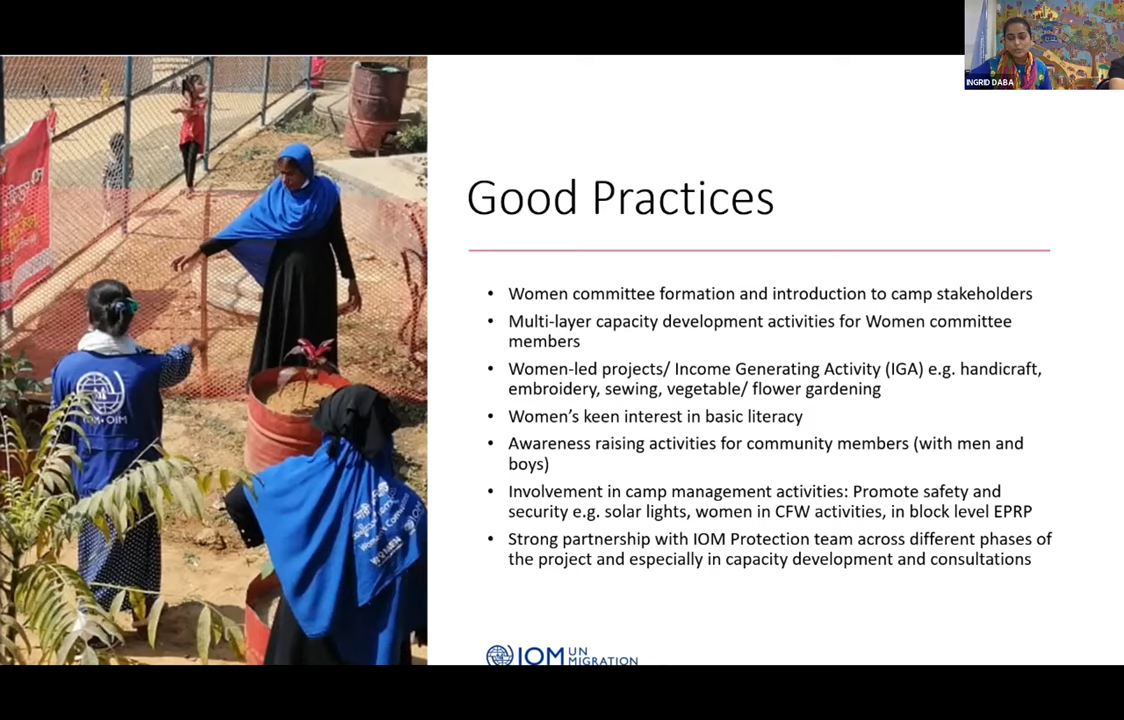 INGRID DABA
Good Practices
• Women committee formation and introduction to camp stakeholders
• Multi-layer capacity development activities for Women committee
members
• Women-led projects/ Income Generating Activity (IGA) e.g. handicraft,
embroidery, sewing, vegetable/ flower gardening
• Women's keen interest in basic literacy
• Awareness raising activities for community members (with men and
boys)
• Involvement in camp management activities: Promote safety and
security e.g. solar lights, women in CFW activities, in block level EPRP
• Strong partnership with IOM Protection team across different phases of
the project and especially in capacity development and consultations
IOM UN
MIGRATION
IOM•OIM